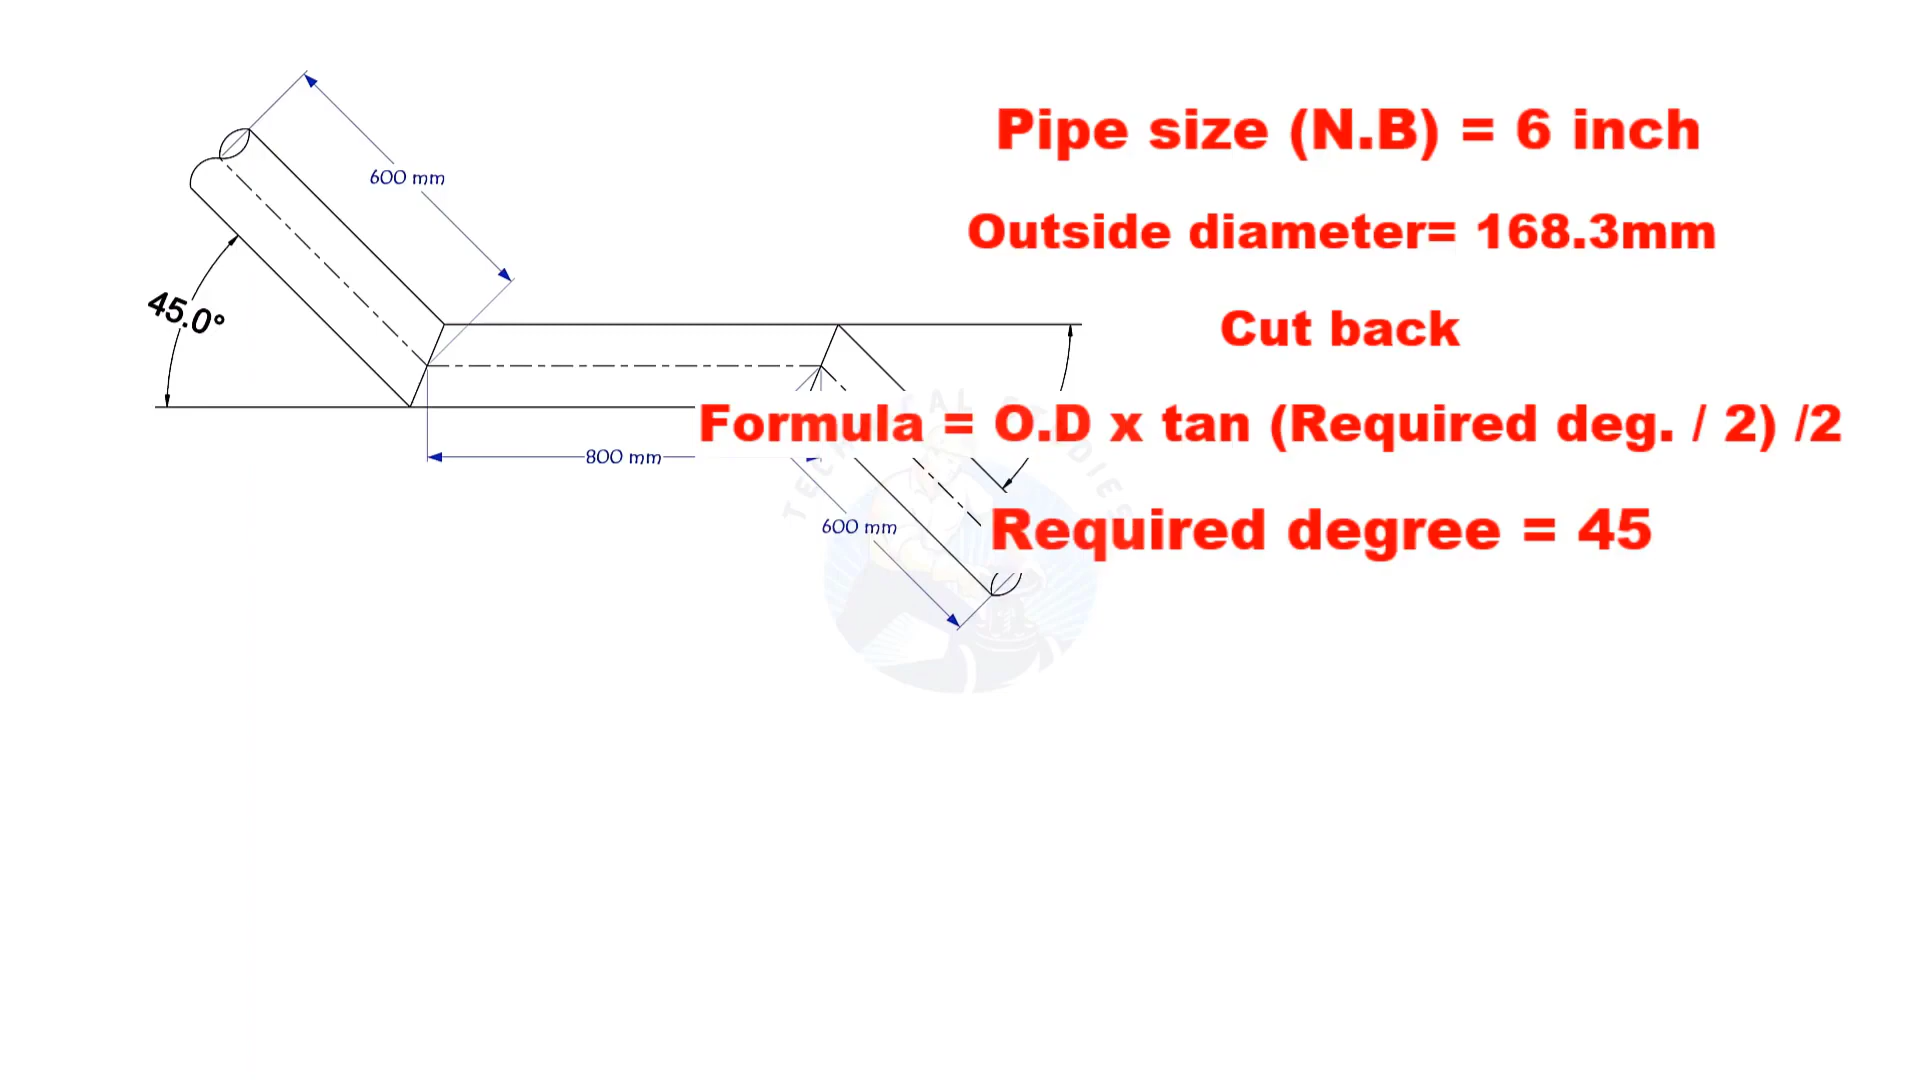 Pipe size (N.B) = 6 inch
600 mm
Outside diameter= 168.3mm
45.0°
Cut back
Formula = O.D x tan (Required deg. / 2) /2
800 mm
600 mm
Required degree = 45